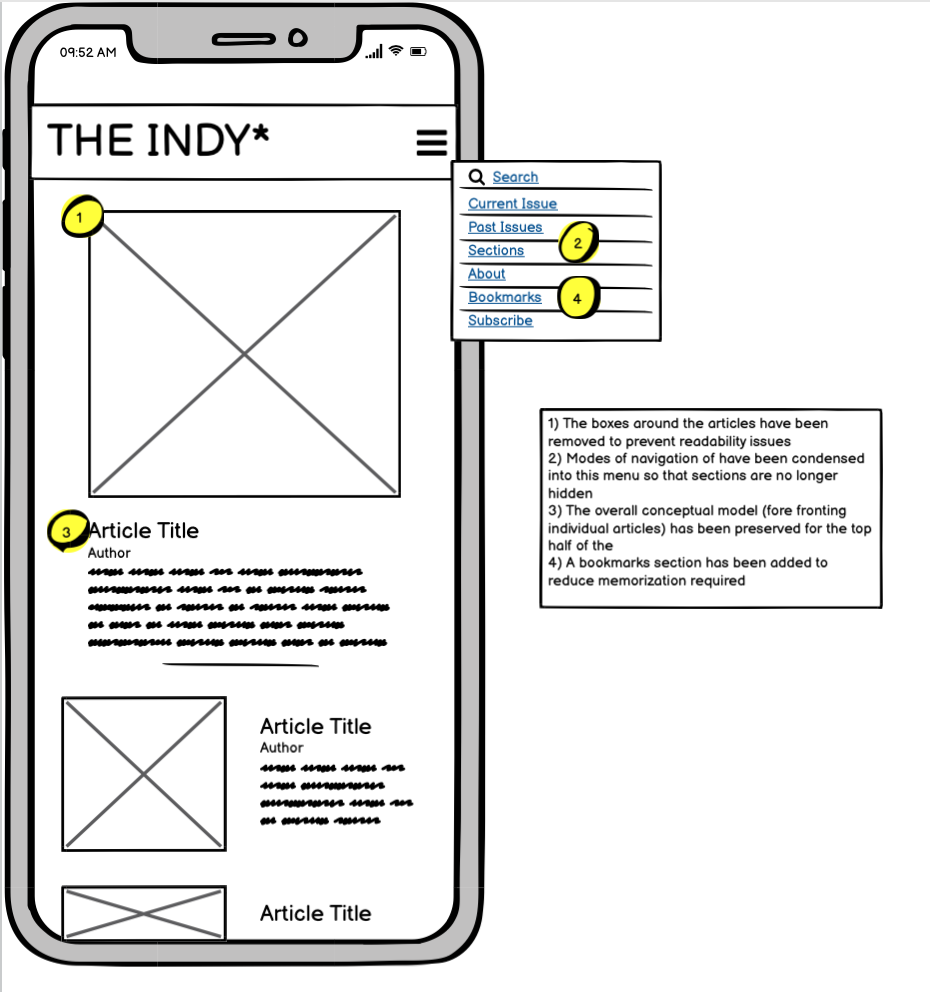 09:52 AM
THE INDY*
Search
Current Issue
Past Issues
Sections
About
Bookmarks
Subscribe
1
2
4
1) The boxes around the articles have been
removed to prevent readability issues
2) Modes of navigation of have been condensed
into this menu so that sections are no longer
hidden
3) The overall conceptual model (fore fronting
individual articles) has been preserved for the top
half of the
4) A bookmarks section has been added to
reduce memorization required
3
Article Title
Author
Article Title
Author
Article Title